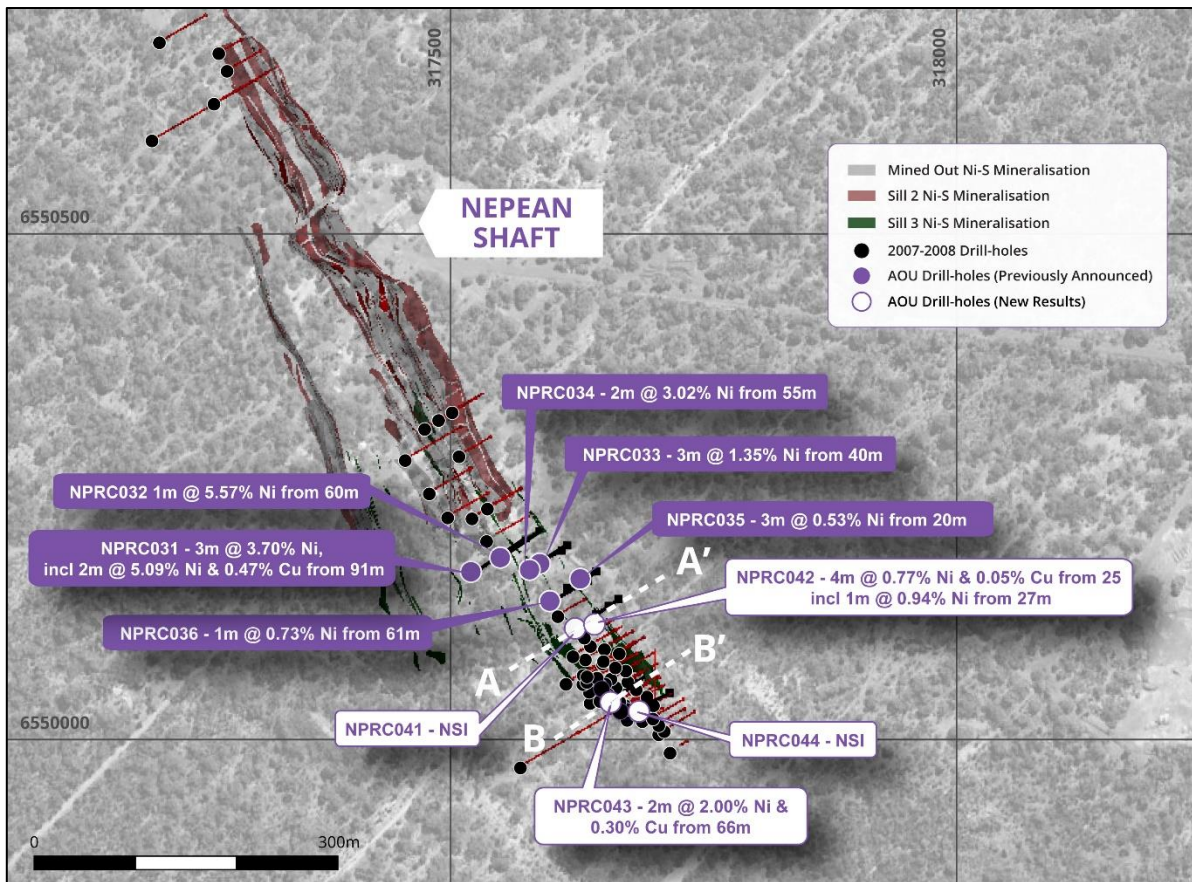 317500
318000
6550500
NEPEAN
SHAFT
Mined Out Ni-S Mineralisation
Sill 2 Ni-S Mineralisation
Sill 3 Ni-S Mineralisation
2007-2008 Drill-holes
AOU Drill-holes (Previously Announced)
AOU Drill-holes (New Results)
NPRC034 - 2m @ 3.02% Ni from 55m
NPRC033 - 3m @ 1.35% Ni from 40m
NPRC032 1m @ 5.57% Ni from 60m
NPRC035 - 3m @ 0.53% Ni from 20m
NPRC031 - 3m @ 3.70% Ni,
incl 2m @ 5.09% Ni & 0.47% Cu from 91m
A’
NPRC042 - 4m @ 0.77% Ni & 0.05% Cu from 25
incl 1m @ 0.94% Ni from 27m
NPRC036 - 1m @ 0.73% Ni from 61m
B’
A
6550000
NPRC041 - NSI
B
NPRC044 - NSI
NPRC043 - 2m @ 2.00% Ni &
0.30% Cu from 66m
0
300m